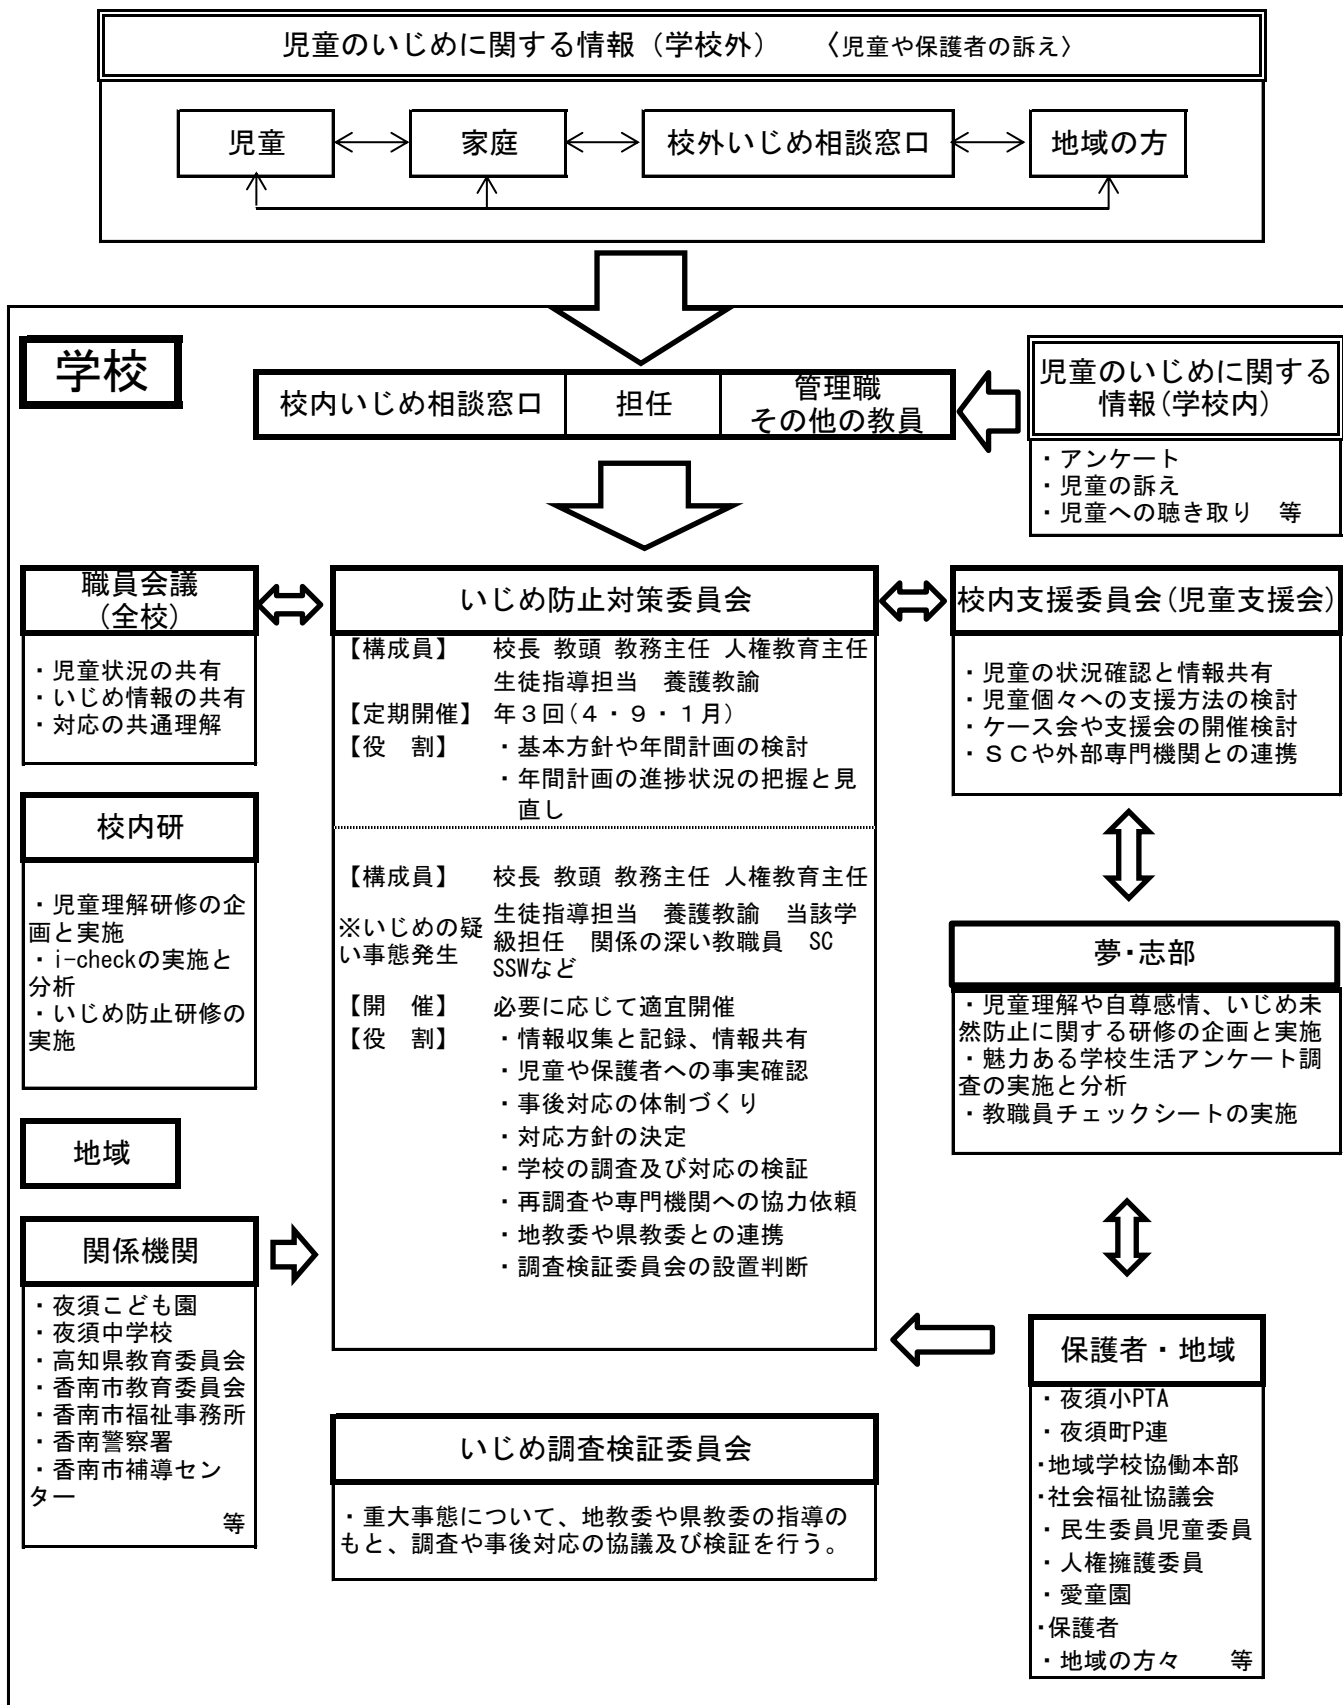 児童のいじめに関する情報（学校外）　〈児童や保護者の訴え〉
児童
家庭
校外いじめ相談窓口
地域の方
学校
校内いじめ相談窓口
担任
管理職
その他の教員
児童のいじめに関する
情報(学校内)
・アンケート
・児童の訴え
・児童への聴き取り　等
職員会議
(全校)
・児童状況の共有
・いじめ情報の共有
・対応の共通理解
校内研
・児童理解研修の企
画と実施
・i-checkの実施と
分析
・いじめ防止研修の
実施
地域
関係機関
・夜須こども園
・夜須中学校
・高知県教育委員会
・香南市教育委員会
・香南市福祉事務所
・香南警察署
・香南市補導セン
ター
等
いじめ防止対策委員会
【構成員】　校長 教頭 教務主任 人権教育主任
生徒指導担当　養護教諭
【定期開催】 年３回(４・９・１月)
【役　割】　・基本方針や年間計画の検討
・年間計画の進捗状況の把握と見
直し
【構成員】　校長 教頭 教務主任 人権教育主任
※いじめの疑
い事態発生
生徒指導担当　養護教諭　当該学
級担任　関係の深い教職員　SC
SSWなど
【開　催】　必要に応じて適宜開催
【役　割】　・情報収集と記録、情報共有
・児童や保護者への事実確認
・事後対応の体制づくり
・対応方針の決定
・学校の調査及び対応の検証
・再調査や専門機関への協力依頼
・地教委や県教委との連携
・調査検証委員会の設置判断
いじめ調査検証委員会
・重大事態について、地教委や県教委の指導の
もと、調査や事後対応の協議及び検証を行う。
校内支援委員会(児童支援会)
・児童の状況確認と情報共有
・児童個々への支援方法の検討
・ケース会や支援会の開催検討
・ＳＣや外部専門機関との連携
夢・志部
・児童理解や自尊感情、いじめ未
然防止に関する研修の企画と実施
・魅力ある学校生活アンケート調
査の実施と分析
・教職員チェックシートの実施
保護者・地域
・夜須小PTA
・夜須町P連
・地域学校協働本部
・社会福祉協議会
・民生委員児童委員
・人権擁護委員
・愛童園
・保護者
・地域の方々　等